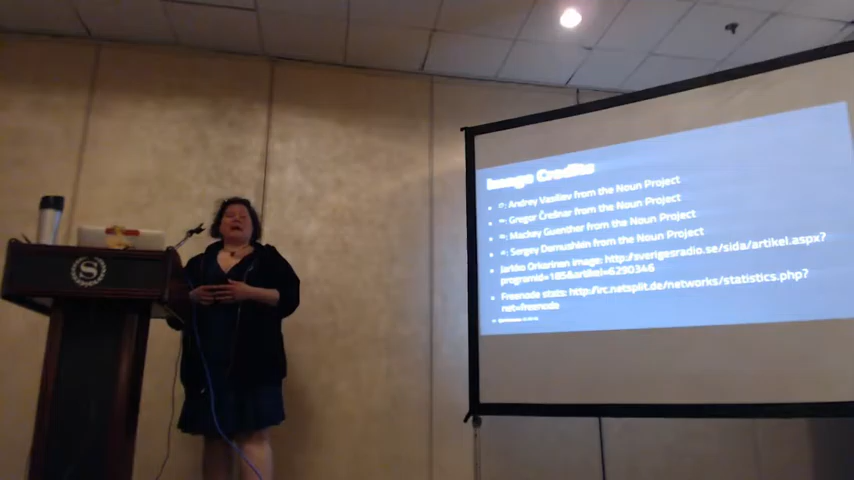 S
Image Credits
: Andrey Vasiliev from the Noun Project
: Gregor Črešnar from the Noun Project
: Mackey Guenther from the Noun Project
: Sergey Demushkin from the Noun Project
Jarkko Oikarinen image: http://sverigesradio.se/sida/artikel.aspx?
programid=185&artikel=6290346
Freenode stats: http://irc.netsplit.de/networks/statistics.php?
net=freenode